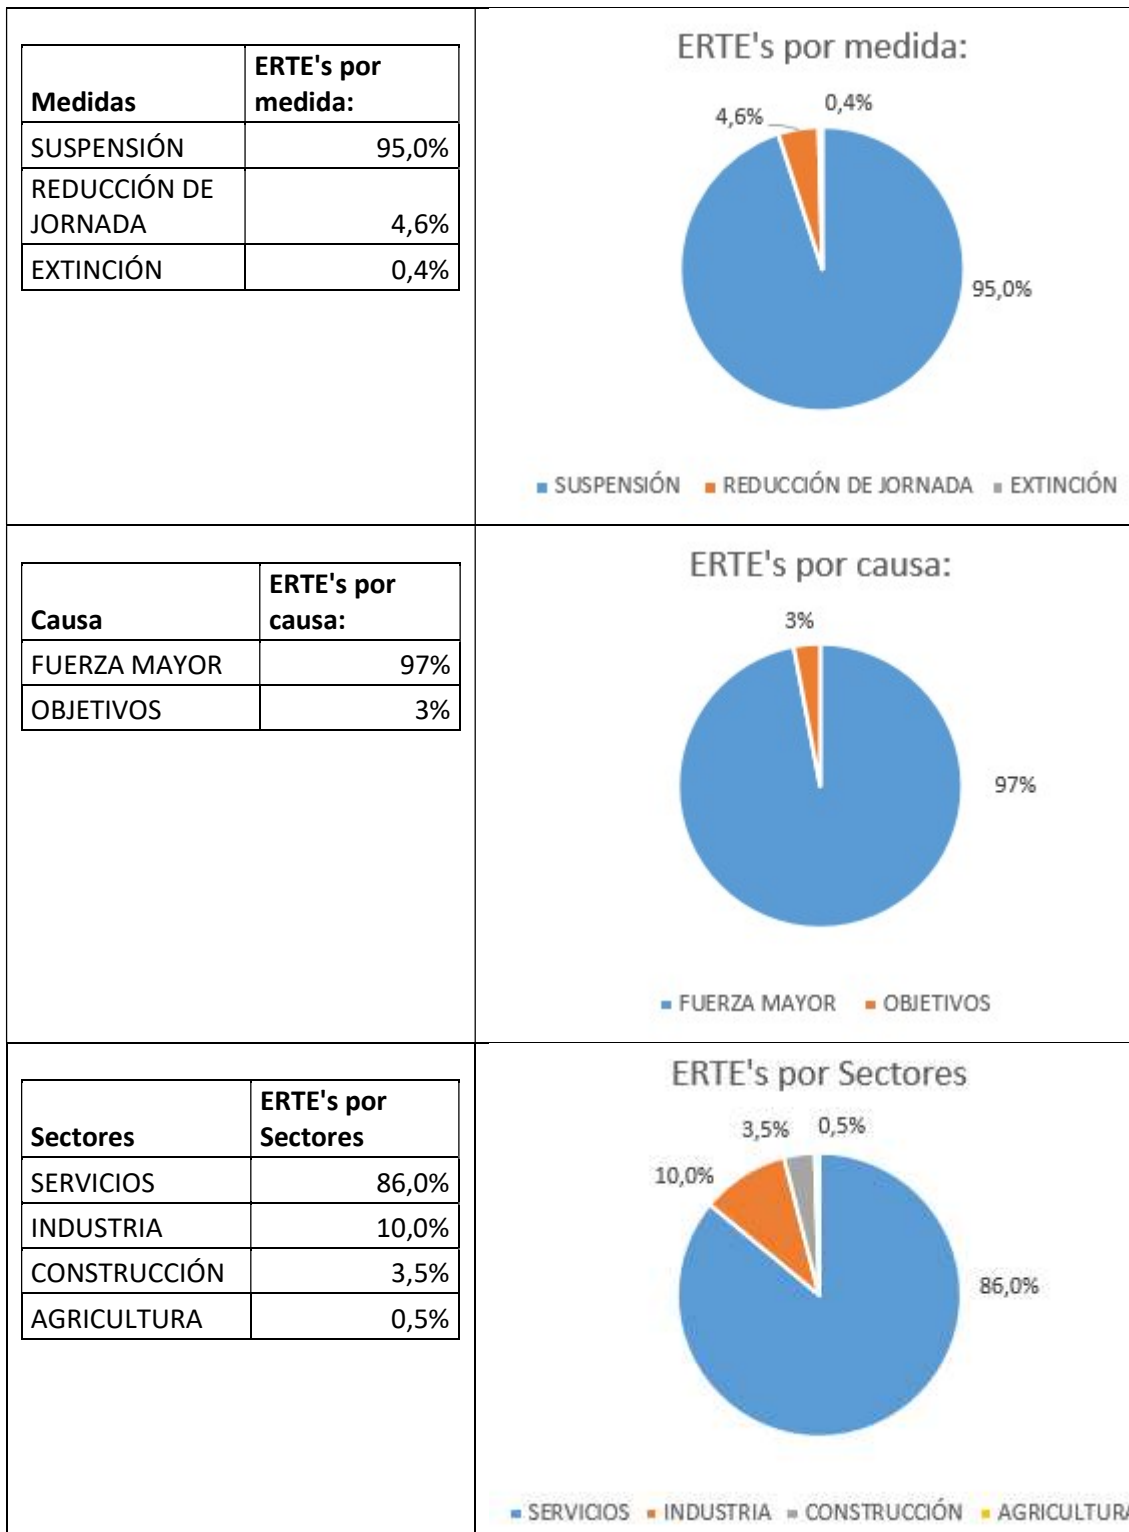 Medidas ERTE's por medida:
SUSPENSIÓN 95,0%
REDUCCIÓN DE JORNADA 4,6%
EXTINCIÓN 0,4%
ERTE's por medida:
4,6% 0,4%
95,0%
SUSPENSIÓN REDUCCIÓN DE JORNADA EXTINCIÓN
Causa ERTE's por causa:
FUERZA MAYOR 97%
OBJETIVOS 3%
ERTE's por causa:
3%
97%
FUERZA MAYOR OBJETIVOS
Sectores ERTE's por Sectores
SERVICIOS 86,0%
INDUSTRIA 10,0%
CONSTRUCCIÓN 3,5%
AGRICULTURA 0,5%
ERTE's por Sectores
3,5% 0,5%
10,0%
86,0%
SERVICIOS INDUSTRIA CONSTRUCCIÓN AGRICULTURA